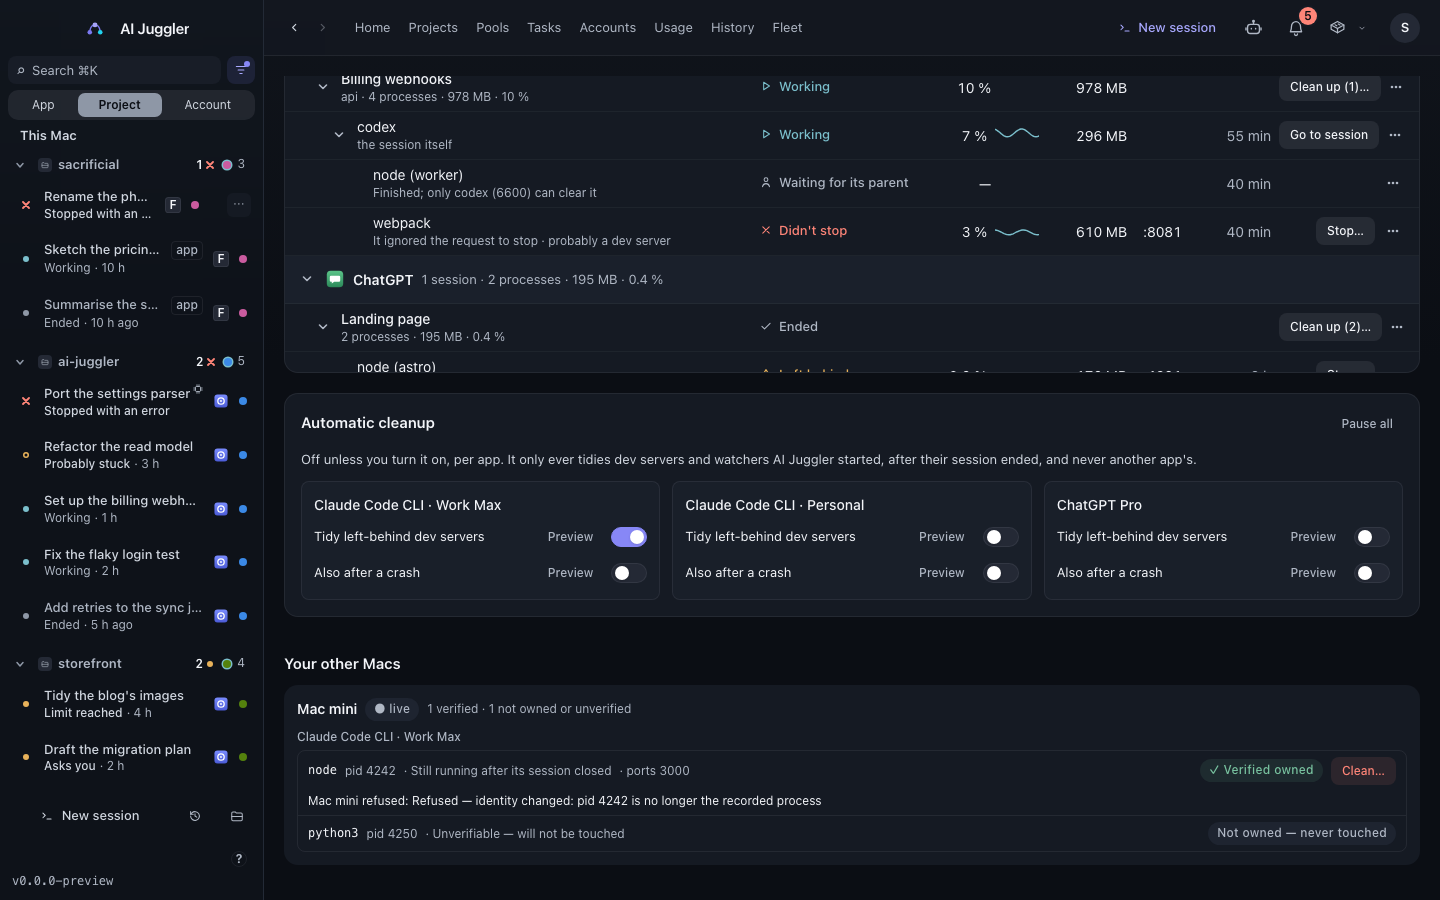 AI Juggler
Search ⌘K
App
Project
Account
This Mac
sacrificial
1
3
Rename the ph...
Stopped with an ...
F
Sketch the pricin...
app
Working · 10 h
F
Summarise the s...
app
Ended · 10 h ago
F
ai-juggler
2
5
Port the settings parser
Stopped with an error
Refactor the read model
Probably stuck · 3 h
Set up the billing webh...
Working · 1 h
Fix the flaky login test
Working · 2 h
Add retries to the sync j...
Ended · 5 h ago
storefront
2
4
Tidy the blog's images
Limit reached · 4 h
Draft the migration plan
Asks you · 2 h
New session
?
v0.0.0-preview
Home
Projects
Pools
Tasks
Accounts
Usage
History
Fleet
New session
5
S
Billing webhooks
api · 4 processes · 978 MB · 10 %
Working
10 %
978 MB
Clean up (1)...
codex
the session itself
Working
7 %
296 MB
55 min
Go to session
node (worker)
Finished; only codex (6600) can clear it
Waiting for its parent
—
40 min
webpack
It ignored the request to stop · probably a dev server
Didn't stop
3 %
610 MB
:8081
40 min
Stop...
ChatGPT
1 session · 2 processes · 195 MB · 0.4 %
Landing page
2 processes · 195 MB · 0.4 %
Ended
Clean up (2)...
node (astro)
Automatic cleanup
Pause all
Off unless you turn it on, per app. It only ever tidies dev servers and watchers AI Juggler started, after their session ended, and never another app's.
Claude Code CLI · Work Max
Tidy left-behind dev servers
Preview
Also after a crash
Preview
Claude Code CLI · Personal
Tidy left-behind dev servers
Preview
Also after a crash
Preview
ChatGPT Pro
Tidy left-behind dev servers
Preview
Also after a crash
Preview
Your other Macs
Mac mini
live
1 verified · 1 not owned or unverified
Claude Code CLI · Work Max
node pid 4242 · Still running after its session closed · ports 3000
Verified owned
Clean...
Mac mini refused: Refused — identity changed: pid 4242 is no longer the recorded process
python3 pid 4250 · Unverifiable — will not be touched
Not owned — never touched